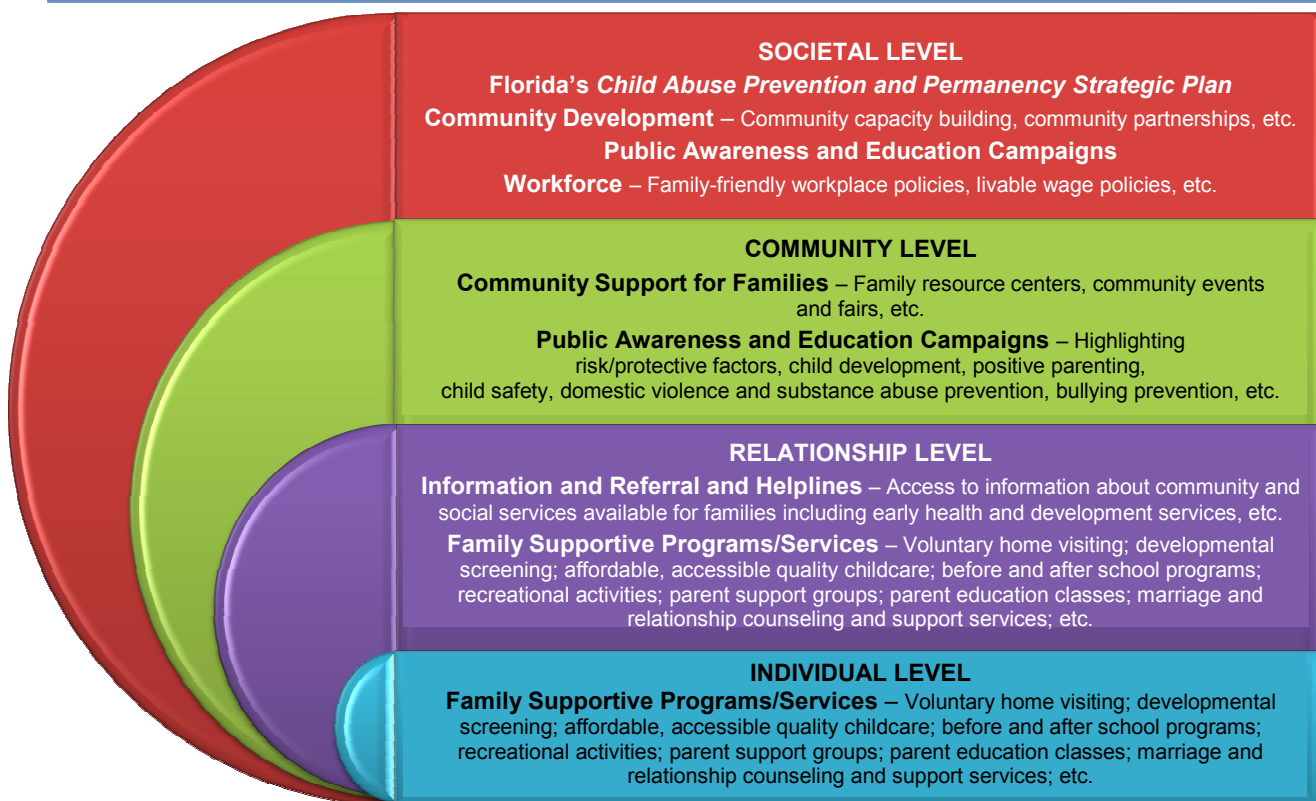 SOCIETAL LEVEL
Florida's Child Abuse Prevention and Permanency Strategic Plan
Community Development – Community capacity building, community partnerships, etc.
Public Awareness and Education Campaigns
Workforce – Family-friendly workplace policies, livable wage policies, etc.
COMMUNITY LEVEL
Community Support for Families – Family resource centers, community events
and fairs, etc.
Public Awareness and Education Campaigns – Highlighting
risk/protective factors, child development, positive parenting,
child safety, domestic violence and substance abuse prevention, bullying prevention, etc.
RELATIONSHIP LEVEL
Information and Referral and Helplines – Access to information about community and
social services available for families including early health and development services, etc.
Family Supportive Programs/Services – Voluntary home visiting; developmental
screening; affordable, accessible quality childcare; before and after school programs;
recreational activities; parent support groups; parent education classes; marriage and
relationship counseling and support services; etc.
INDIVIDUAL LEVEL
Family Supportive Programs/Services – Voluntary home visiting; developmental
screening; affordable, accessible quality childcare; before and after school programs;
recreational activities; parent support groups; parent education classes; marriage and
relationship counseling and support services; etc.